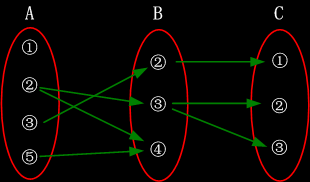 A B C
① ② ①
② ③ ②
③ ④ ③
⑤